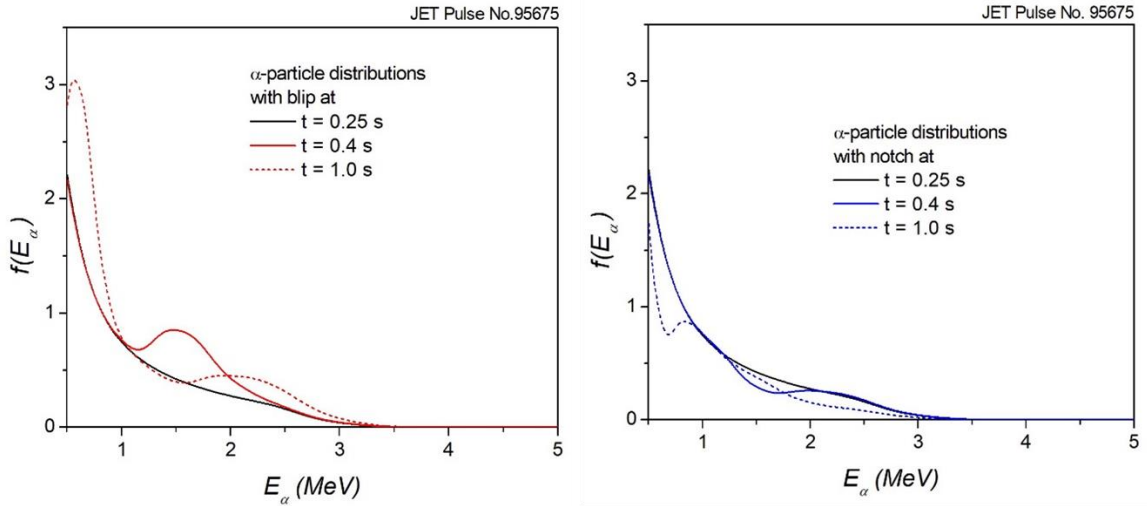 JET Pulse No.95675
α-particle distributions
with blip at
t = 0.25 s
t = 0.4 s
t = 1.0 s
f(Eα)
3
2
1
0
1 2 3 4 5
Eα (MeV)
JET Pulse No. 95675
α-particle distributions
with notch at
t = 0.25 s
t = 0.4 s
t = 1.0 s
f(Eα)
3
2
1
0
1 2 3 4 5
Eα (MeV)